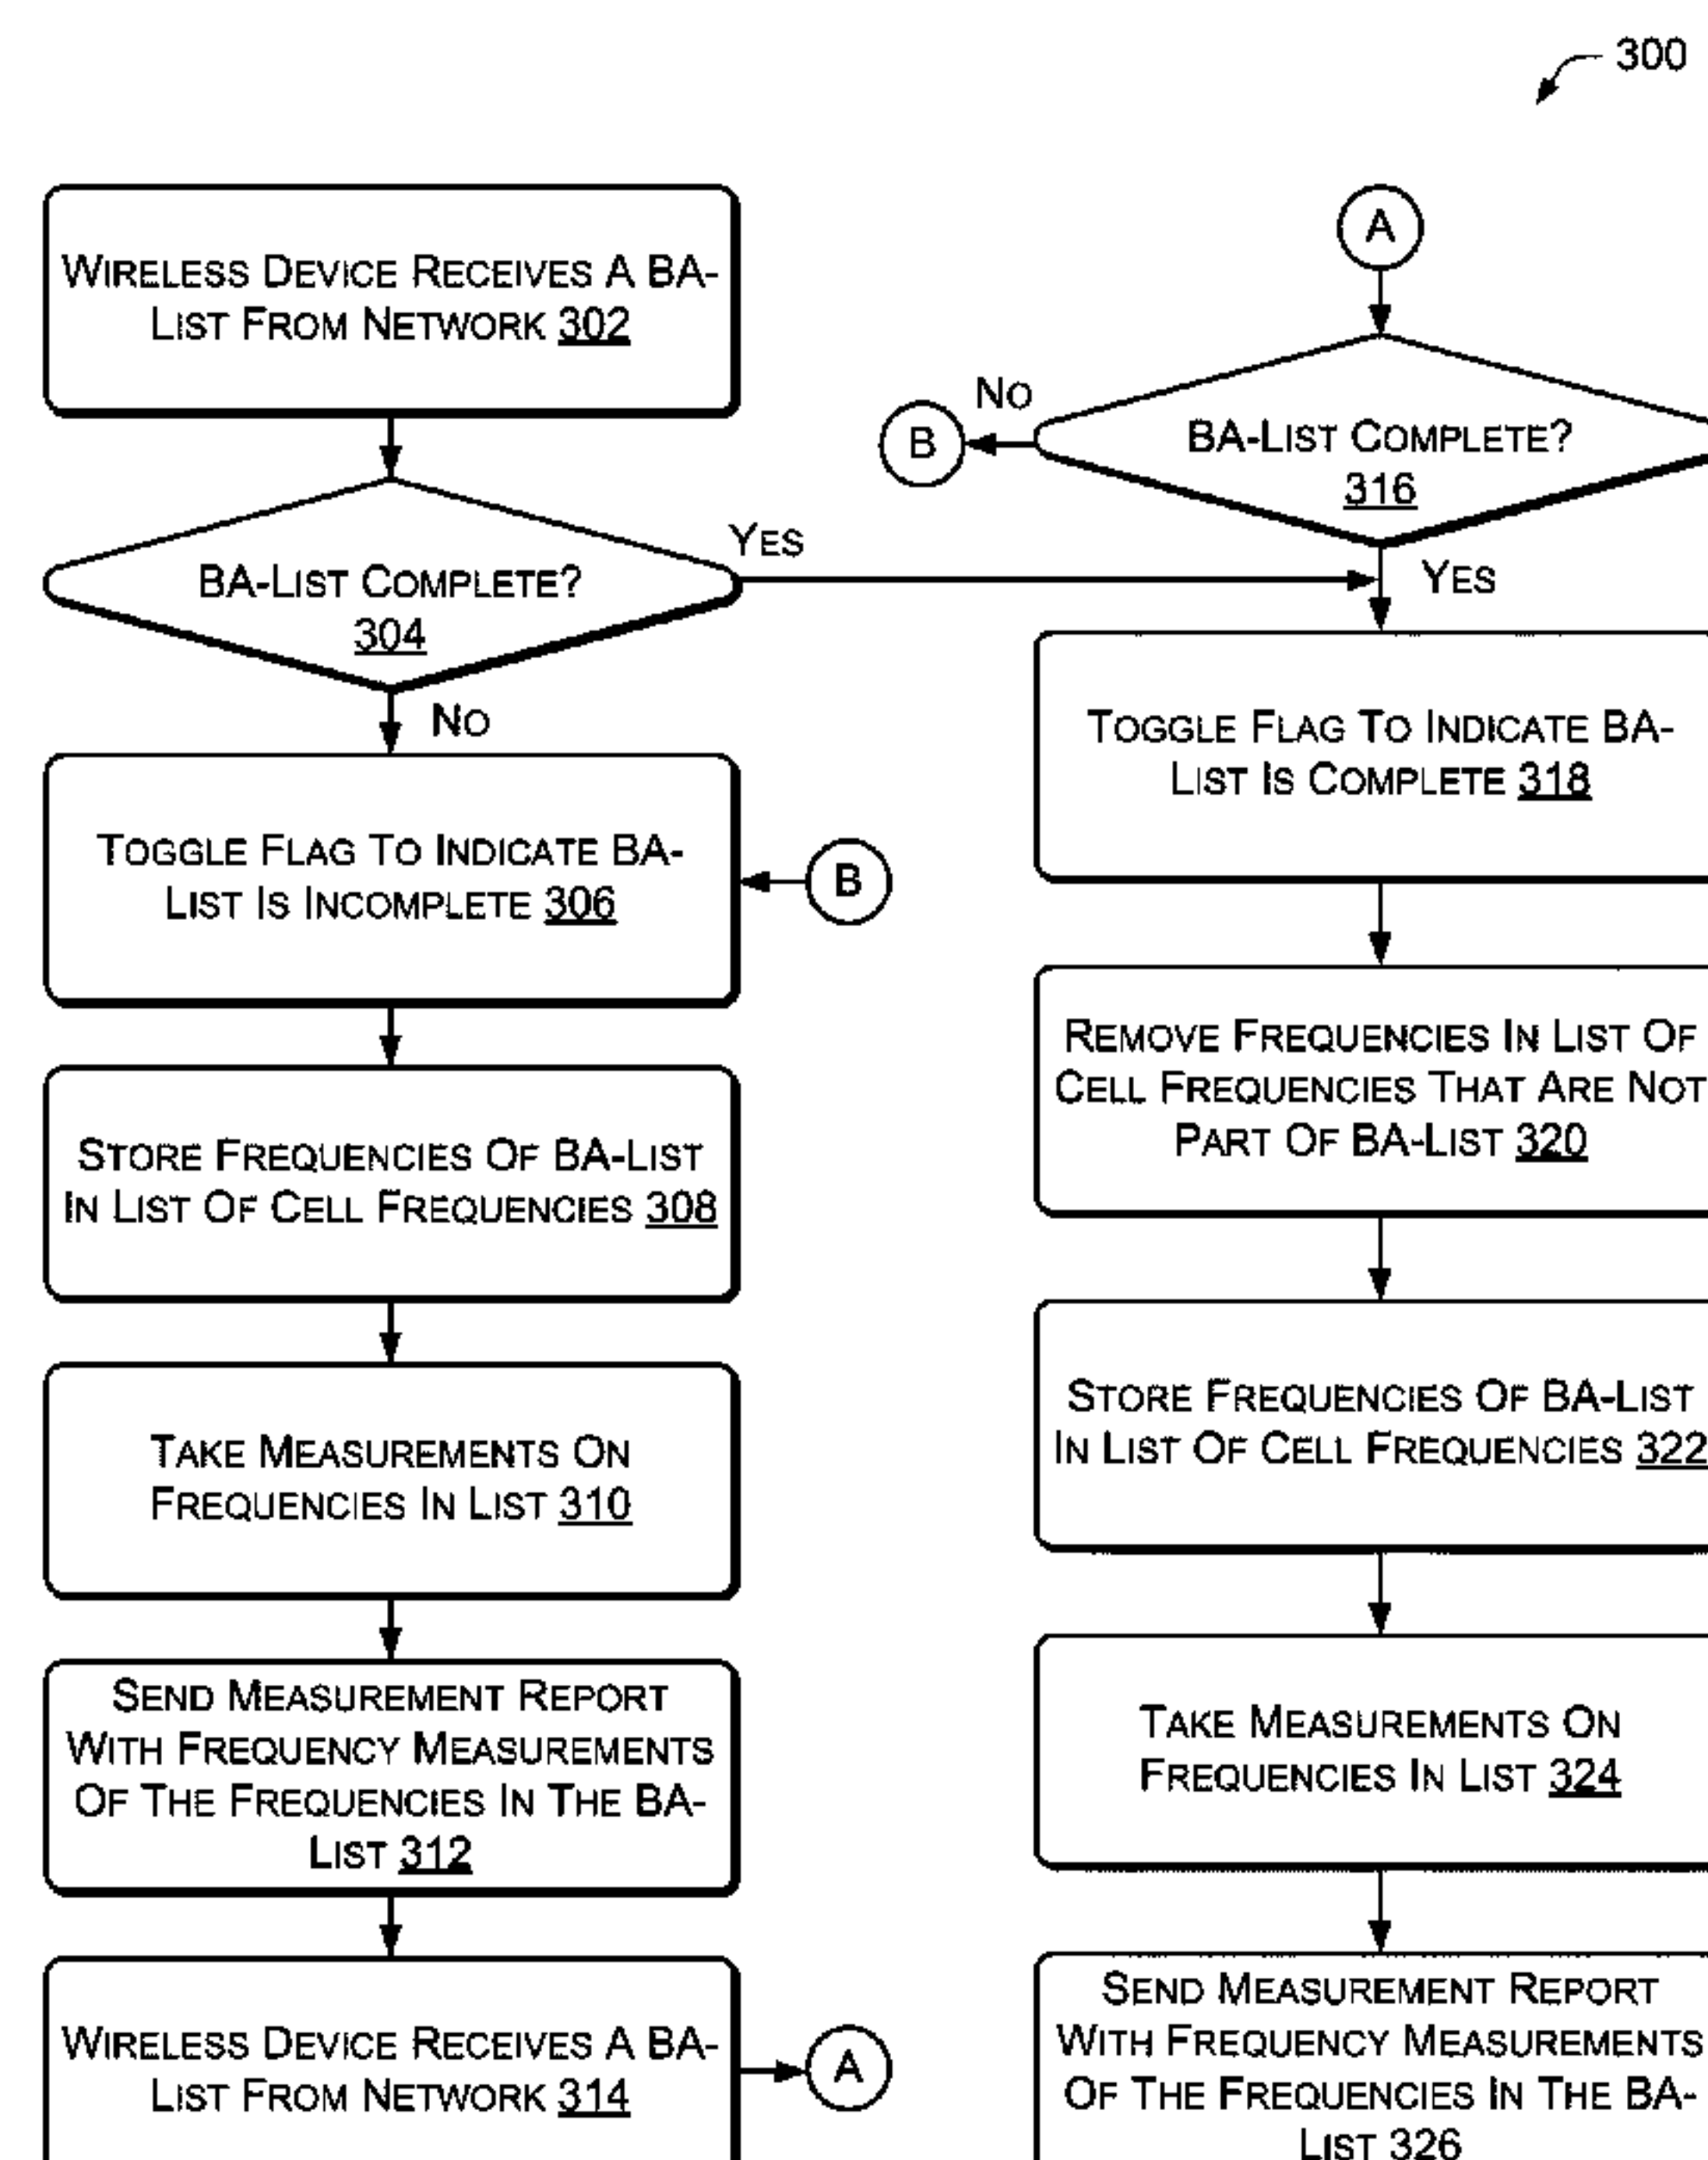 300
WIRELESS DEVICE RECEIVES A BA-
LIST FROM NETWORK 302
BA-LIST COMPLETE?
304
YES
NO
TOGGLE FLAG TO INDICATE BA-
LIST IS INCOMPLETE 306
B
STORE FREQUENCIES OF BA-LIST
IN LIST OF CELL FREQUENCIES 308
TAKE MEASUREMENTS ON
FREQUENCIES IN LIST 310
SEND MEASUREMENT REPORT
WITH FREQUENCY MEASUREMENTS
OF THE FREQUENCIES IN THE BA-
LIST 312
WIRELESS DEVICE RECEIVES A BA-
LIST FROM NETWORK 314
A
A
BA-LIST COMPLETE?
316
NO
B
YES
TOGGLE FLAG TO INDICATE BA-
LIST IS COMPLETE 318
REMOVE FREQUENCIES IN LIST OF
CELL FREQUENCIES THAT ARE NOT
PART OF BA-LIST 320
STORE FREQUENCIES OF BA-LIST
IN LIST OF CELL FREQUENCIES 322
TAKE MEASUREMENTS ON
FREQUENCIES IN LIST 324
SEND MEASUREMENT REPORT
WITH FREQUENCY MEASUREMENTS
OF THE FREQUENCIES IN THE BA-
LIST 326